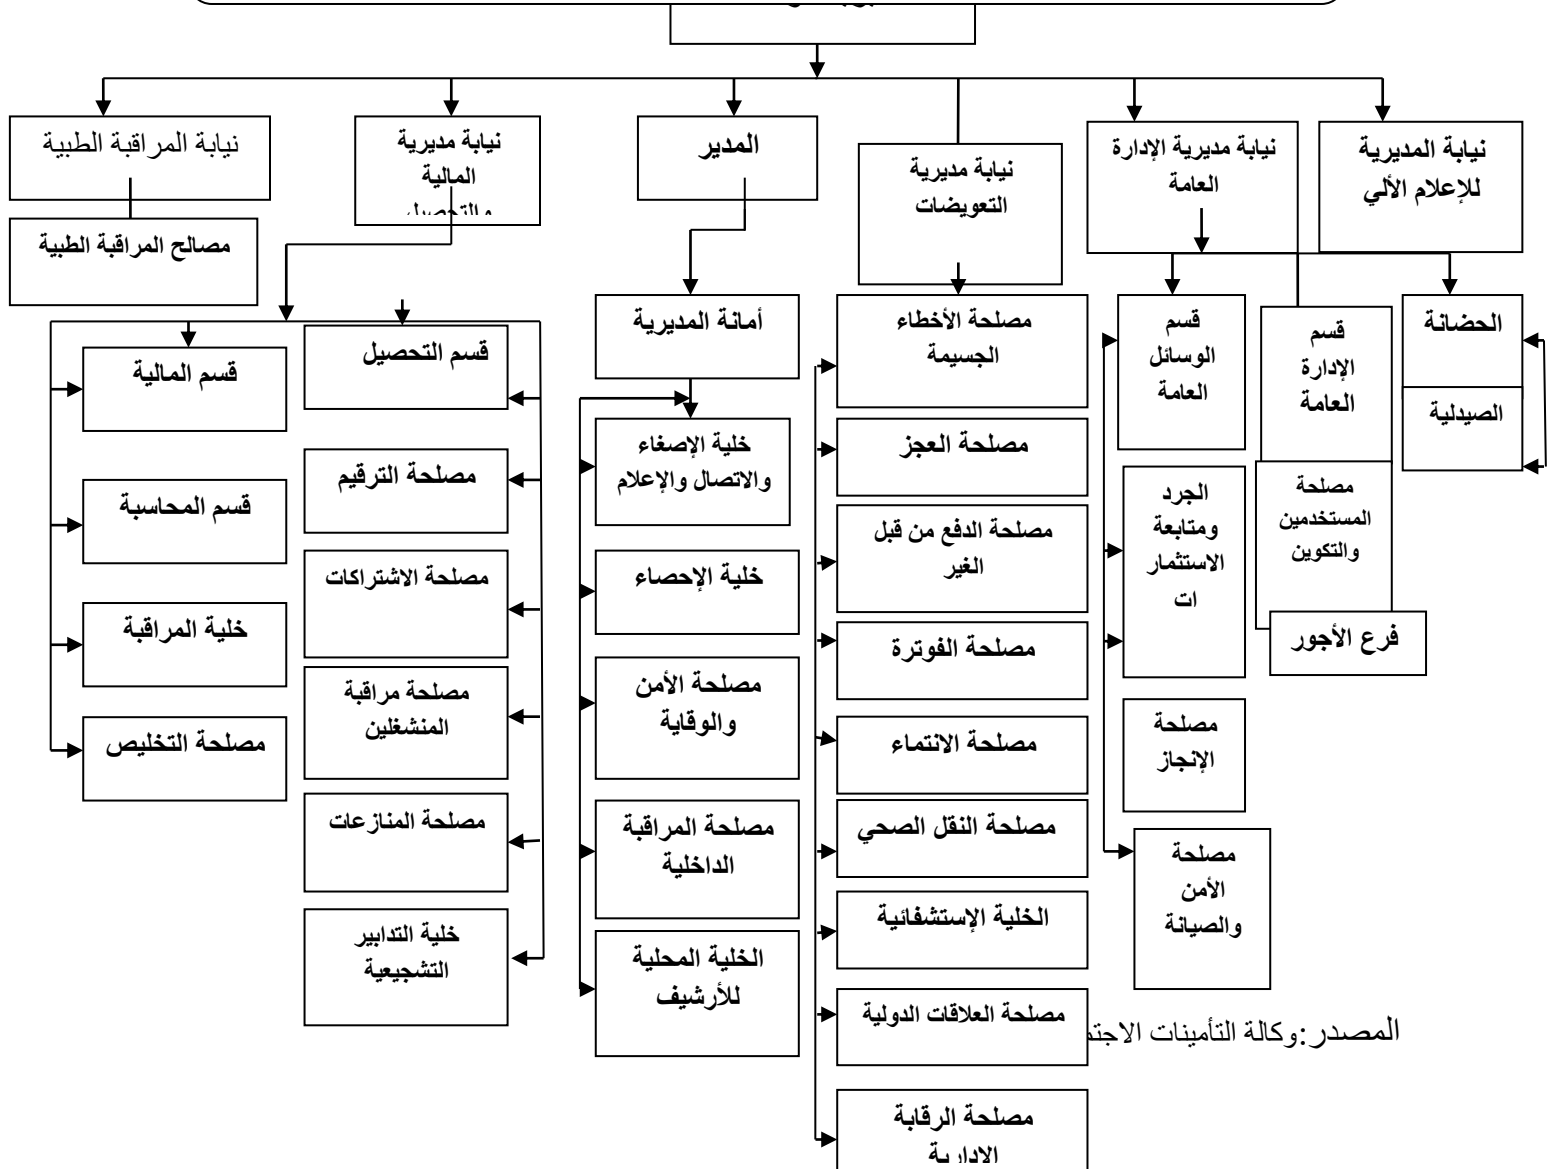 نيابة المديرية
للإعلام الألي
نيابة مديرية الإدارة
العامة
نيابة مديرية
التعويضات
المدير
نيابة مديرية
المالية
والتحصيل
نيابة المراقبة الطبية
مصالح المراقبة الطبية
الحضانة
الصيدلية
قسم
الإدارة
العامة
مصلحة
المستخدمين
والتكوين
فرع الأجور
قسم
الوسائل
العامة
الجرد
ومتابعة
الاستثمار
ات
مصلحة
الإنجاز
مصلحة
الأمن
والصيانة
مصلحة الأخطاء
الجسيمة
مصلحة العجز
مصلحة الدفع من قبل
الغير
مصلحة الفوترة
مصلحة الانتماء
مصلحة النقل الصحي
الخلية الإستشفائية
مصلحة العلاقات الدولية
مصلحة الرقابة
الادارية
أمانة المديرية
خلية الإصغاء
والاتصال والإعلام
خلية الإحصاء
مصلحة الأمن
والوقاية
مصلحة المراقبة
الداخلية
الخلية المحلية
للأرشيف
قسم التحصيل
مصلحة الترقيم
مصلحة الاشتراكات
مصلحة مراقبة
المنشغلين
مصلحة المنازعات
خلية التدابير
التشجيعية
قسم المالية
قسم المحاسبة
خلية المراقبة
مصلحة التخليص
المصدر:وكالة التأمينات